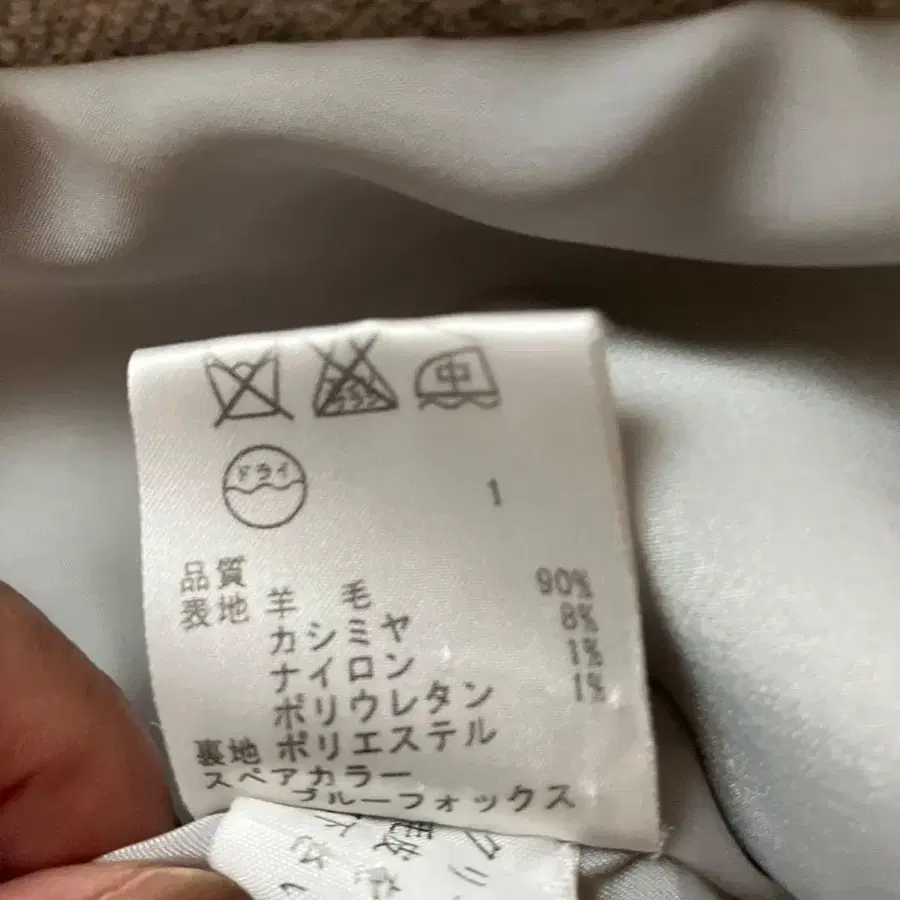 中
ドライ
1
品質
表地 羊 毛 90%
カシミヤ 8%
ナイロン 1%
ポリウレタン 1%
裏地 ポリエステル
スペアカラー
ブルーフォックス